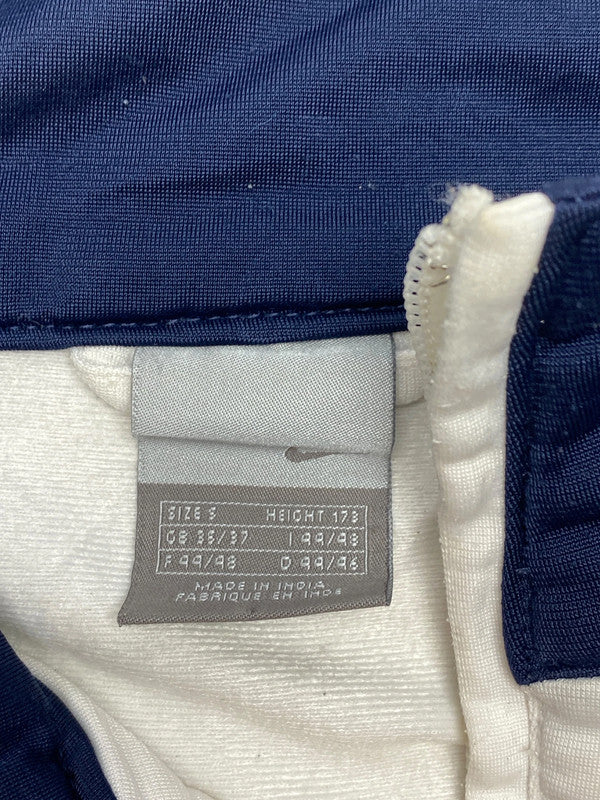 SIZE S HEIGHT 173
GB 35/37 I 99/98
F 99/98 D 99/96
MADE IN INDIA
FABRIQUE EN INDE